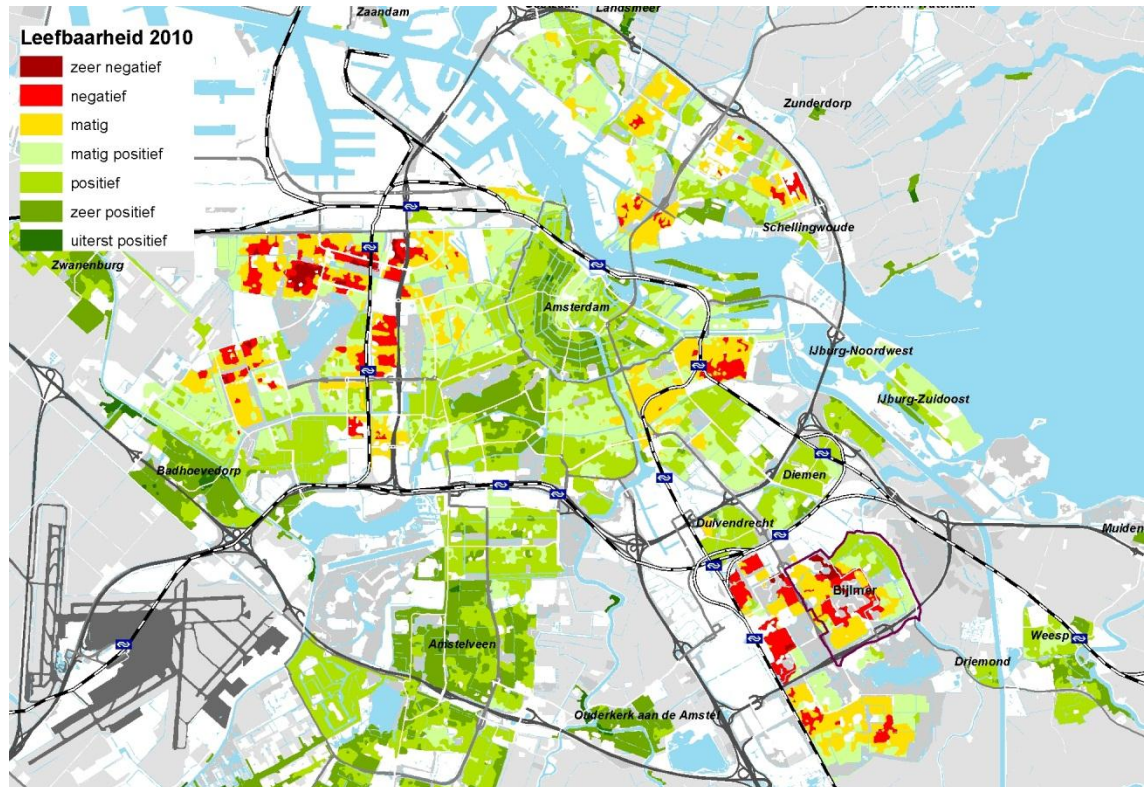 Leefbaarheid 2010
zeer negatief
negatief
matig
matig positief
positief
zeer positief
uiterst positief
Zaandam
Landsmeer
Zunderdorp
Schellingwoude
Zwanenburg
Amsterdam
IJburg-Noordwest
IJburg-Zuidoost
Badhoevedorp
Diemen
Duivendrecht
Muiden
Bijlmer
Weesp
Amstelveen
Driemond
Ouderkerk aan de Amstel